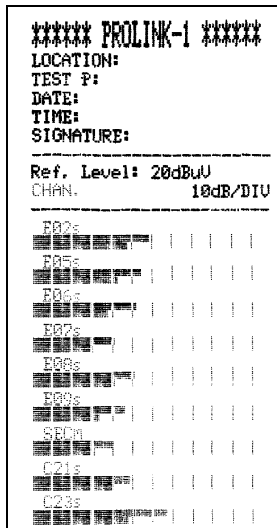 ****** PROLINK-1 ******
LOCATION:
TEST P:
DATE:
TIME:
SIGNATURE:
Ref. Level: 20dBuV
CHAN. 10dB/DIV
E02s
E05s
E06s
E07s
E08s
E09s
SEDn
C21s
C23s